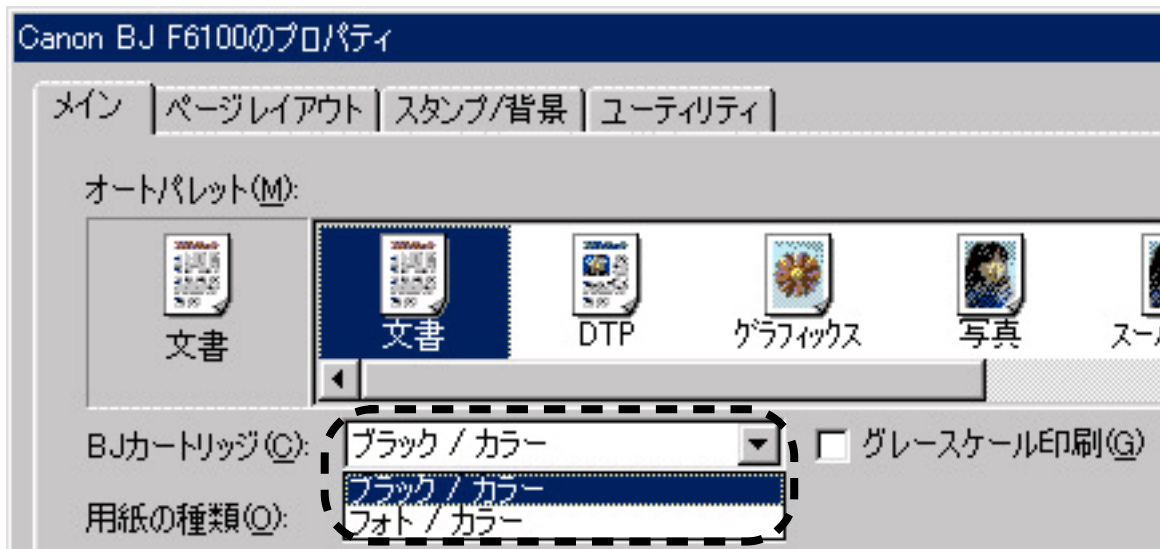 Canon BJ F6100のプロパティ
メイン ページレイアウト スタンプ/背景 ユーティリティ
オートパレット(M):
文書 文書 DTP グラフィックス 写真
BJカートリッジ(C): ブラック / カラー グレースケール印刷(G)
ブラック / カラー
用紙の種類(O): フォト / カラー